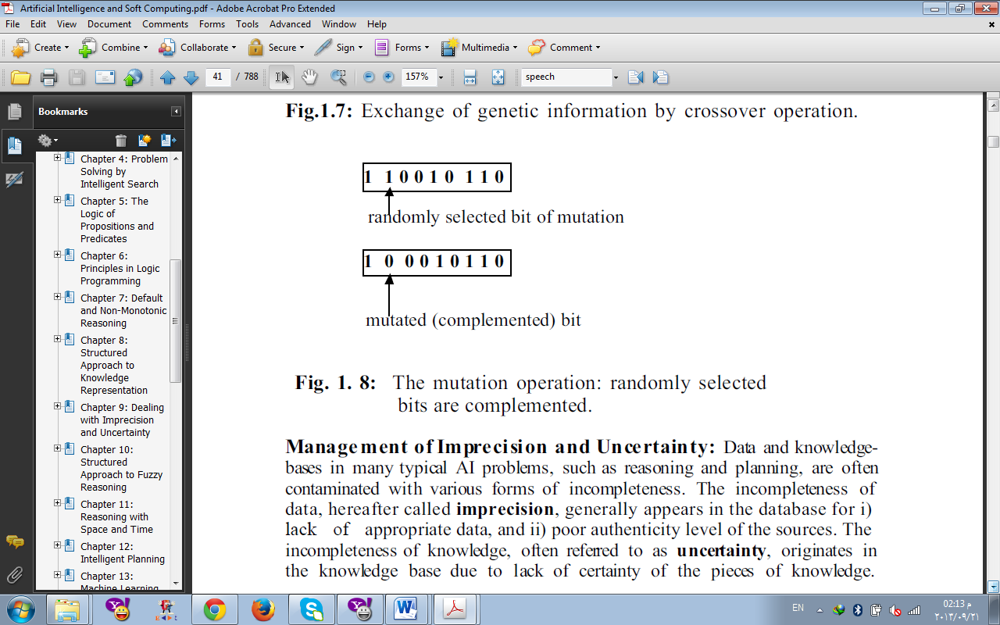 Artificial Intelligence and Soft Computing.pdf - Adobe Acrobat Pro Extended
File Edit View Document Comments Forms Tools Advanced Window Help
Create Combine Collaborate Secure Sign Forms Multimedia Comment
41 / 788 157% speech
Bookmarks
Chapter 4: Problem
Solving by
Intelligent Search
Chapter 5: The
Logic of
Propositions and
Predicates
Chapter 6:
Principles in Logic
Programming
Chapter 7: Default
and Non-Monotonic
Reasoning
Chapter 8:
Structured
Approach to
Knowledge
Representation
Chapter 9: Dealing
with Imprecision
and Uncertainty
Chapter 10:
Structured
Approach to Fuzzy
Reasoning
Chapter 11:
Reasoning with
Space and Time
Chapter 12:
Intelligent Planning
Chapter 13:
Machine Learning
Fig.1.7: Exchange of genetic information by crossover operation.
1 1 0 0 1 0 1 1 0
randomly selected bit of mutation
1 0 0 0 1 0 1 1 0
mutated (complemented) bit
Fig. 1. 8: The mutation operation: randomly selected
bits are complemented.
Management of Imprecision and Uncertainty: Data and knowledge-
bases in many typical AI problems, such as reasoning and planning, are often
contaminated with various forms of incompleteness. The incompleteness of
data, hereafter called imprecision, generally appears in the database for i)
lack of appropriate data, and ii) poor authenticity level of the sources. The
incompleteness of knowledge, often referred to as uncertainty, originates in
the knowledge base due to lack of certainty of the pieces of knowledge.
EN
02:13 م
٢٠١٣/٠٩/٢١